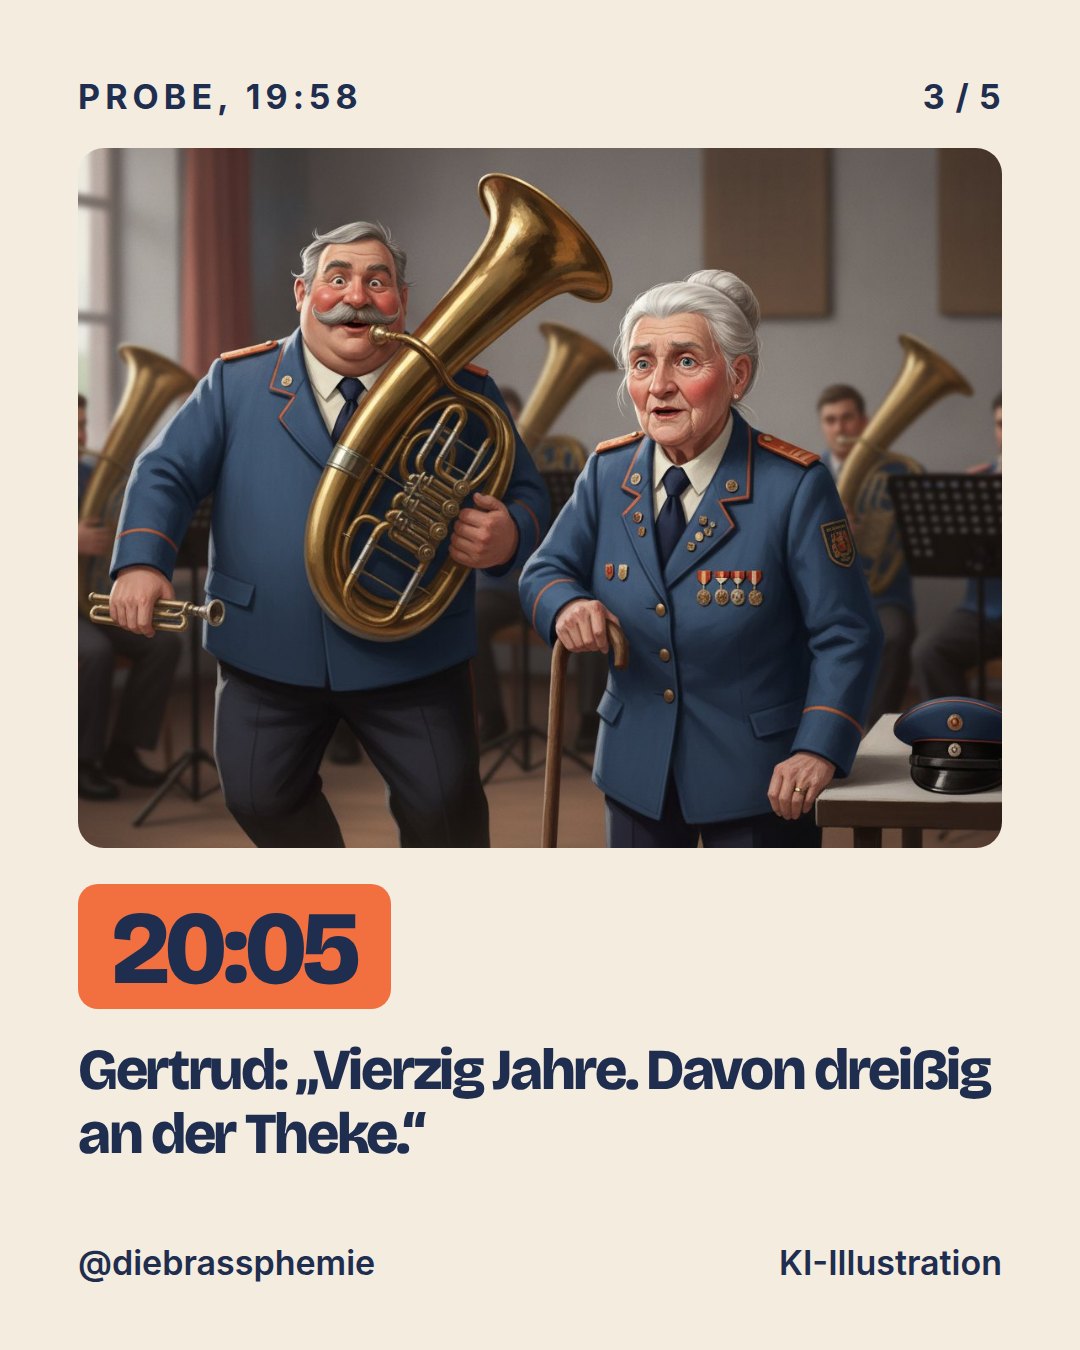 PROBE, 19:58
3 / 5
20:05
Gertrud: „Vierzig Jahre. Davon dreißig
an der Theke.“
@diebrassphemie
KI-Illustration